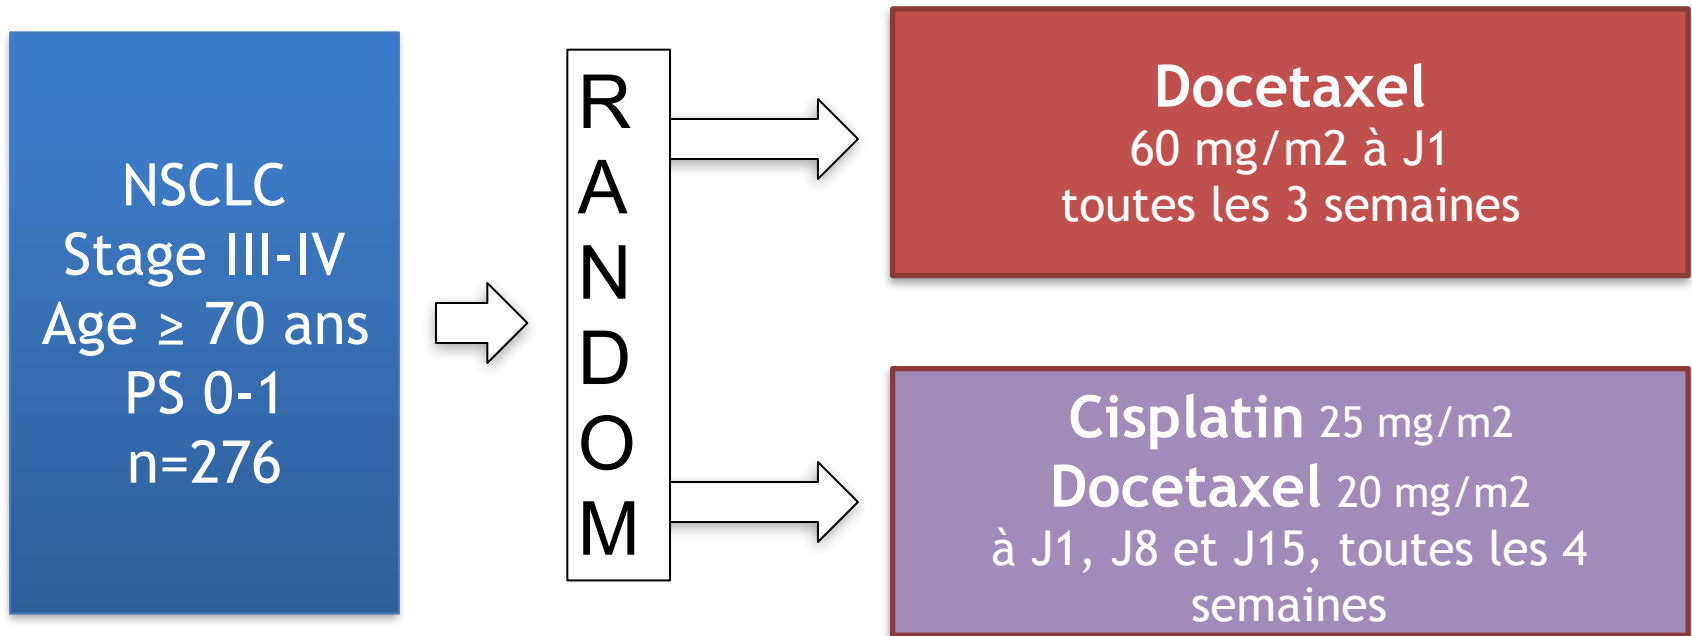 NSCLC
Stage III-IV
Age ≥ 70 ans
PS 0-1
n=276
R
A
N
D
O
M
Docetaxel
60 mg/m2 à J1
toutes les 3 semaines
Cisplatin 25 mg/m2
Docetaxel 20 mg/m2
à J1, J8 et J15, toutes les 4
semaines